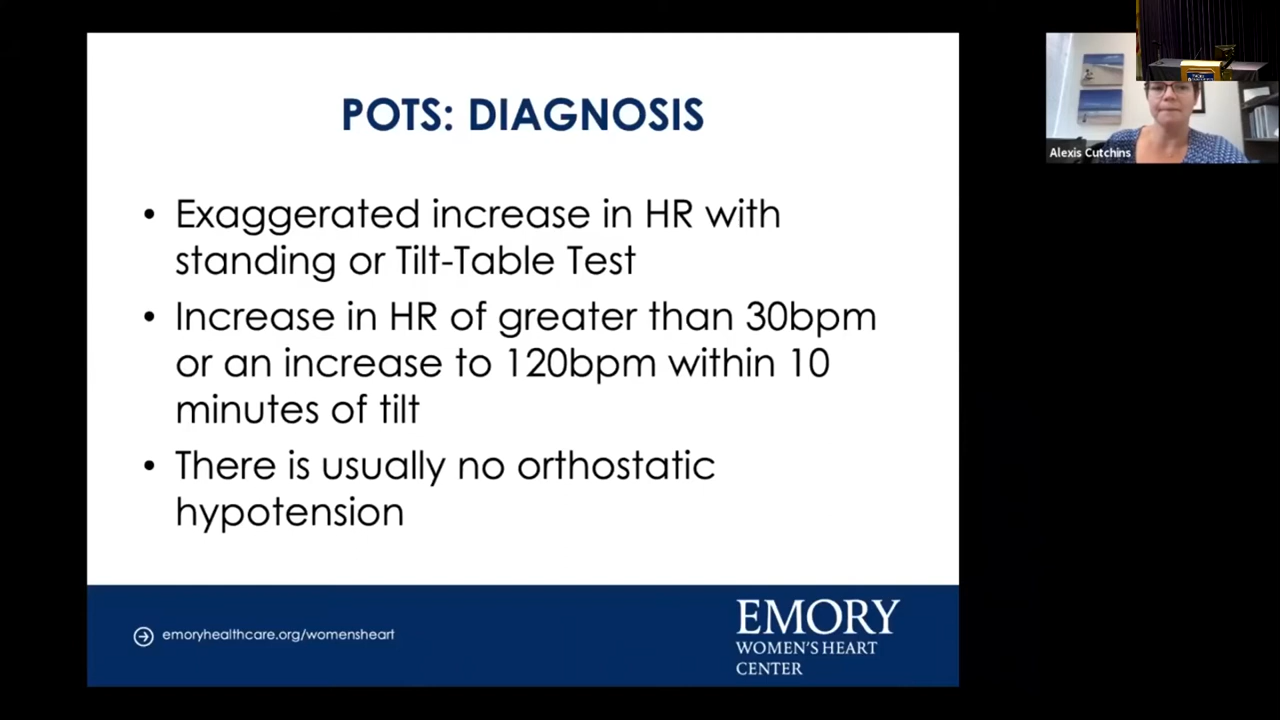 POTS: DIAGNOSIS
• Exaggerated increase in HR with
standing or Tilt-Table Test
• Increase in HR of greater than 30bpm
or an increase to 120bpm within 10
minutes of tilt
• There is usually no orthostatic
hypotension
emoryhealthcare.org/womensheart
EMORY
WOMEN'S HEART
CENTER
Alexis Cutchins